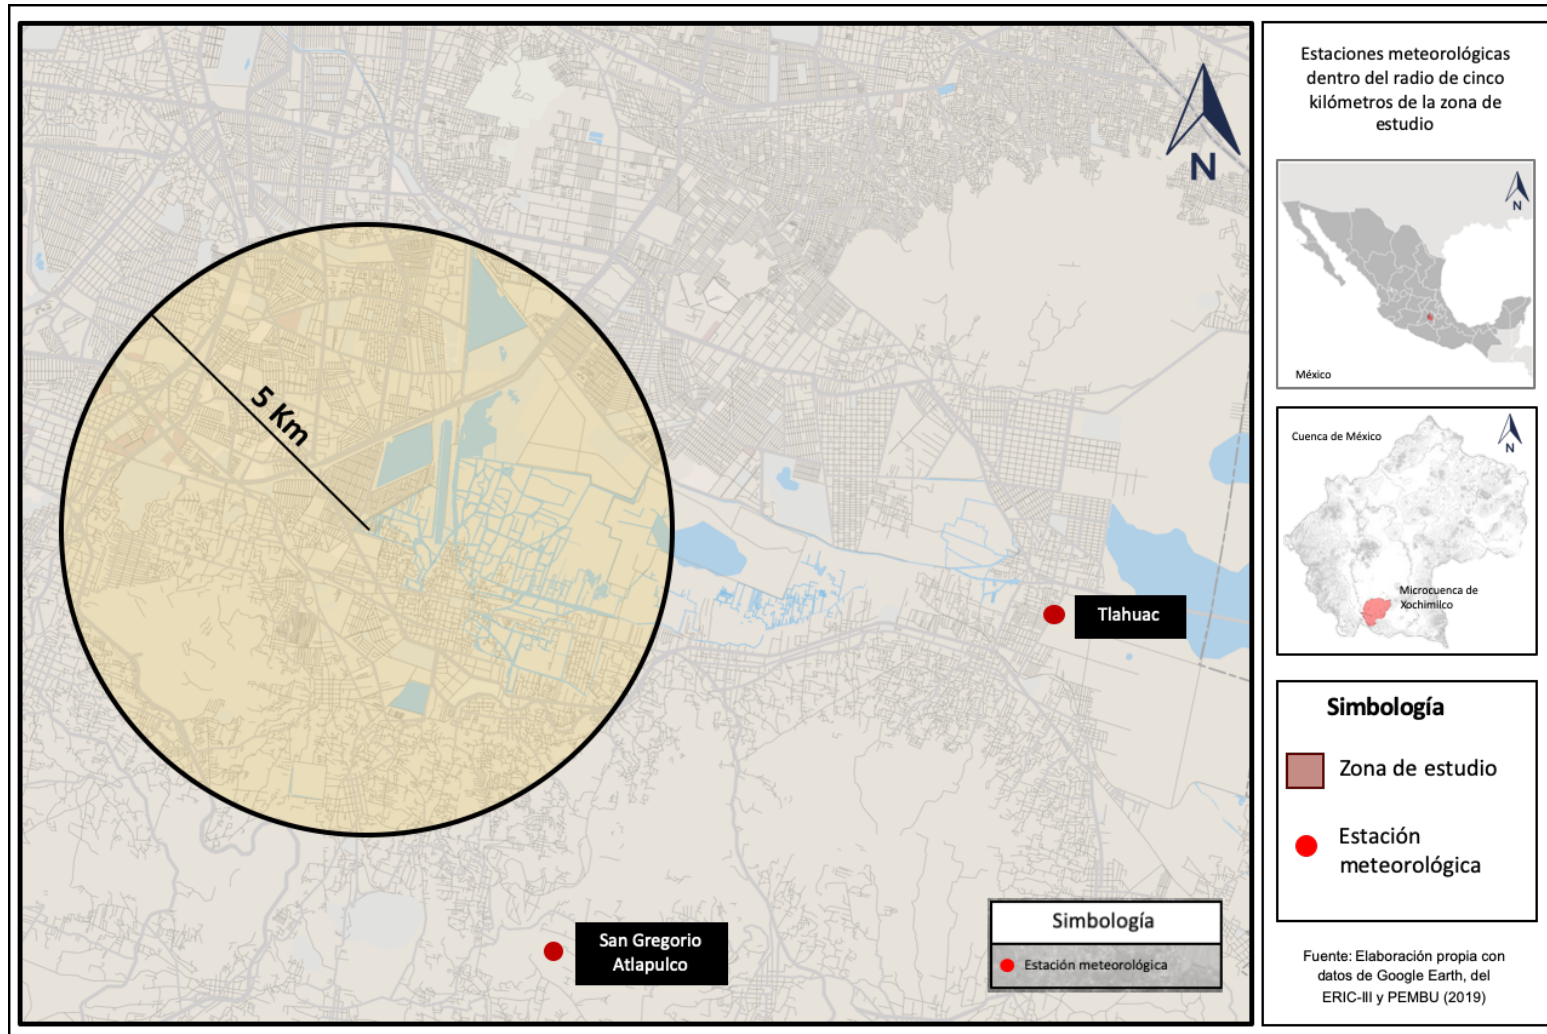 N
5 Km
Tlahuac
San Gregorio
Atlapulco
Simbología
Estación meteorológica
Estaciones meteorológicas
dentro del radio de cinco
kilómetros de la zona de
estudio
N
México
Cuenca de México
N
Microcuenca de
Xochimilco
Simbología
Zona de estudio
Estación
meteorológica
Fuente: Elaboración propia con
datos de Google Earth, del
ERIC-III y PEMBU (2019)